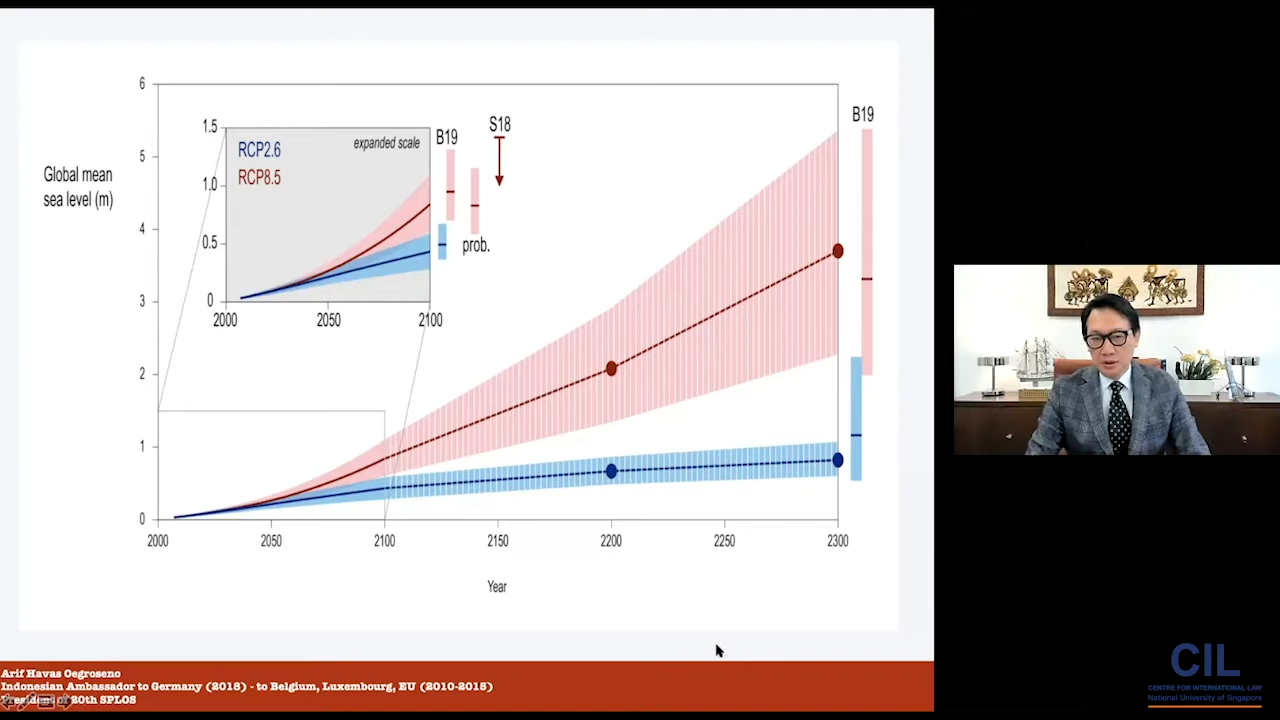 6
5
4
3
2
1
0
Global mean
sea level (m)
1.5
1.0
0.5
0
RCP2.6
RCP8.5
expanded scale
2000
2050
2100
B19
S18
prob.
B19
2000
2050
2100
2150
2200
2250
2300
Year
Arif Havas Oegroseno
Indonesian Ambassador to Germany (2018) - to Belgium, Luxembourg, EU (2010-2015)
President of 20th SPLOS
CIL
CENTRE FOR INTERNATIONAL LAW
National University of Singapore